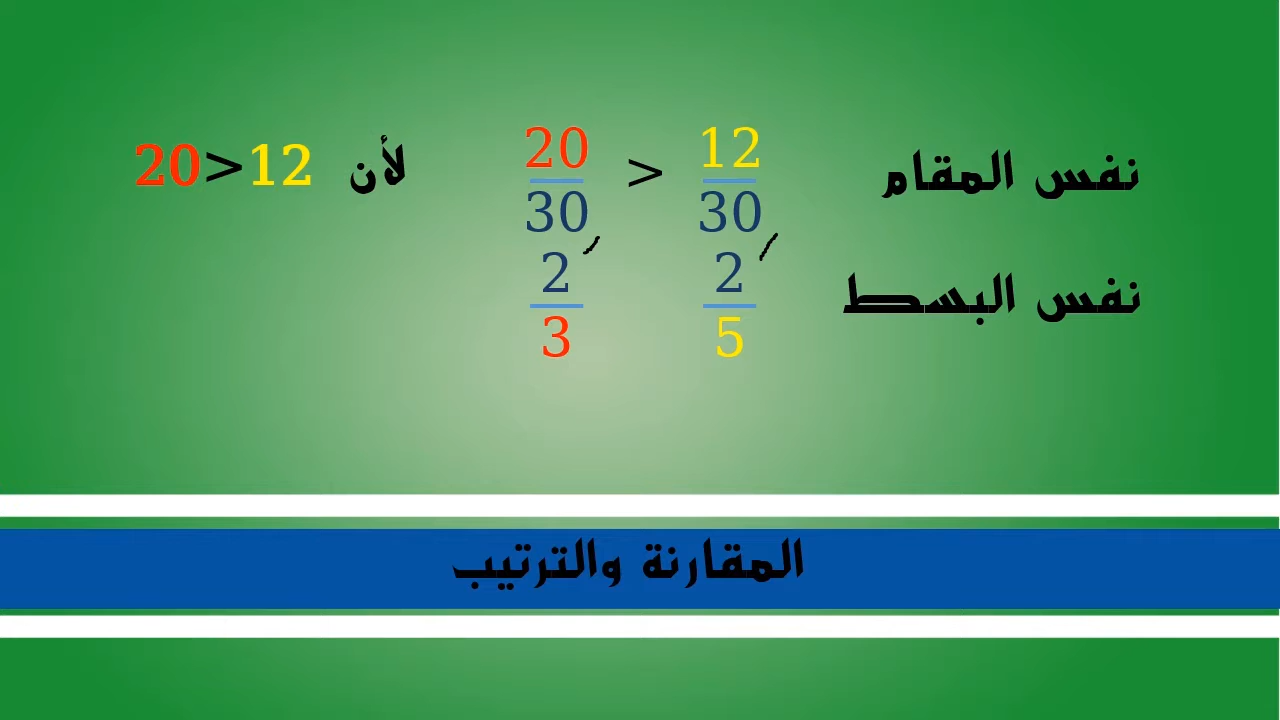 نفس المقام 20/30 > 12/30 لأن 20>12
نفس البسط 2/3 2/5
المقارنة والترتيب